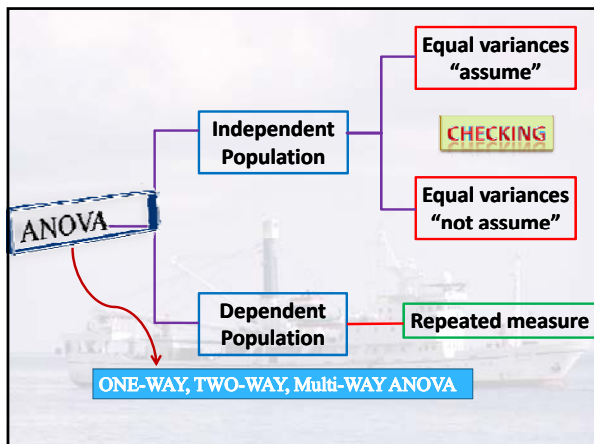 Equal variances
“assume”
Independent
Population
CHECKING
Equal variances
“not assume”
ANOVA
Dependent
Population
Repeated measure
ONE-WAY, TWO-WAY, Multi-WAY ANOVA